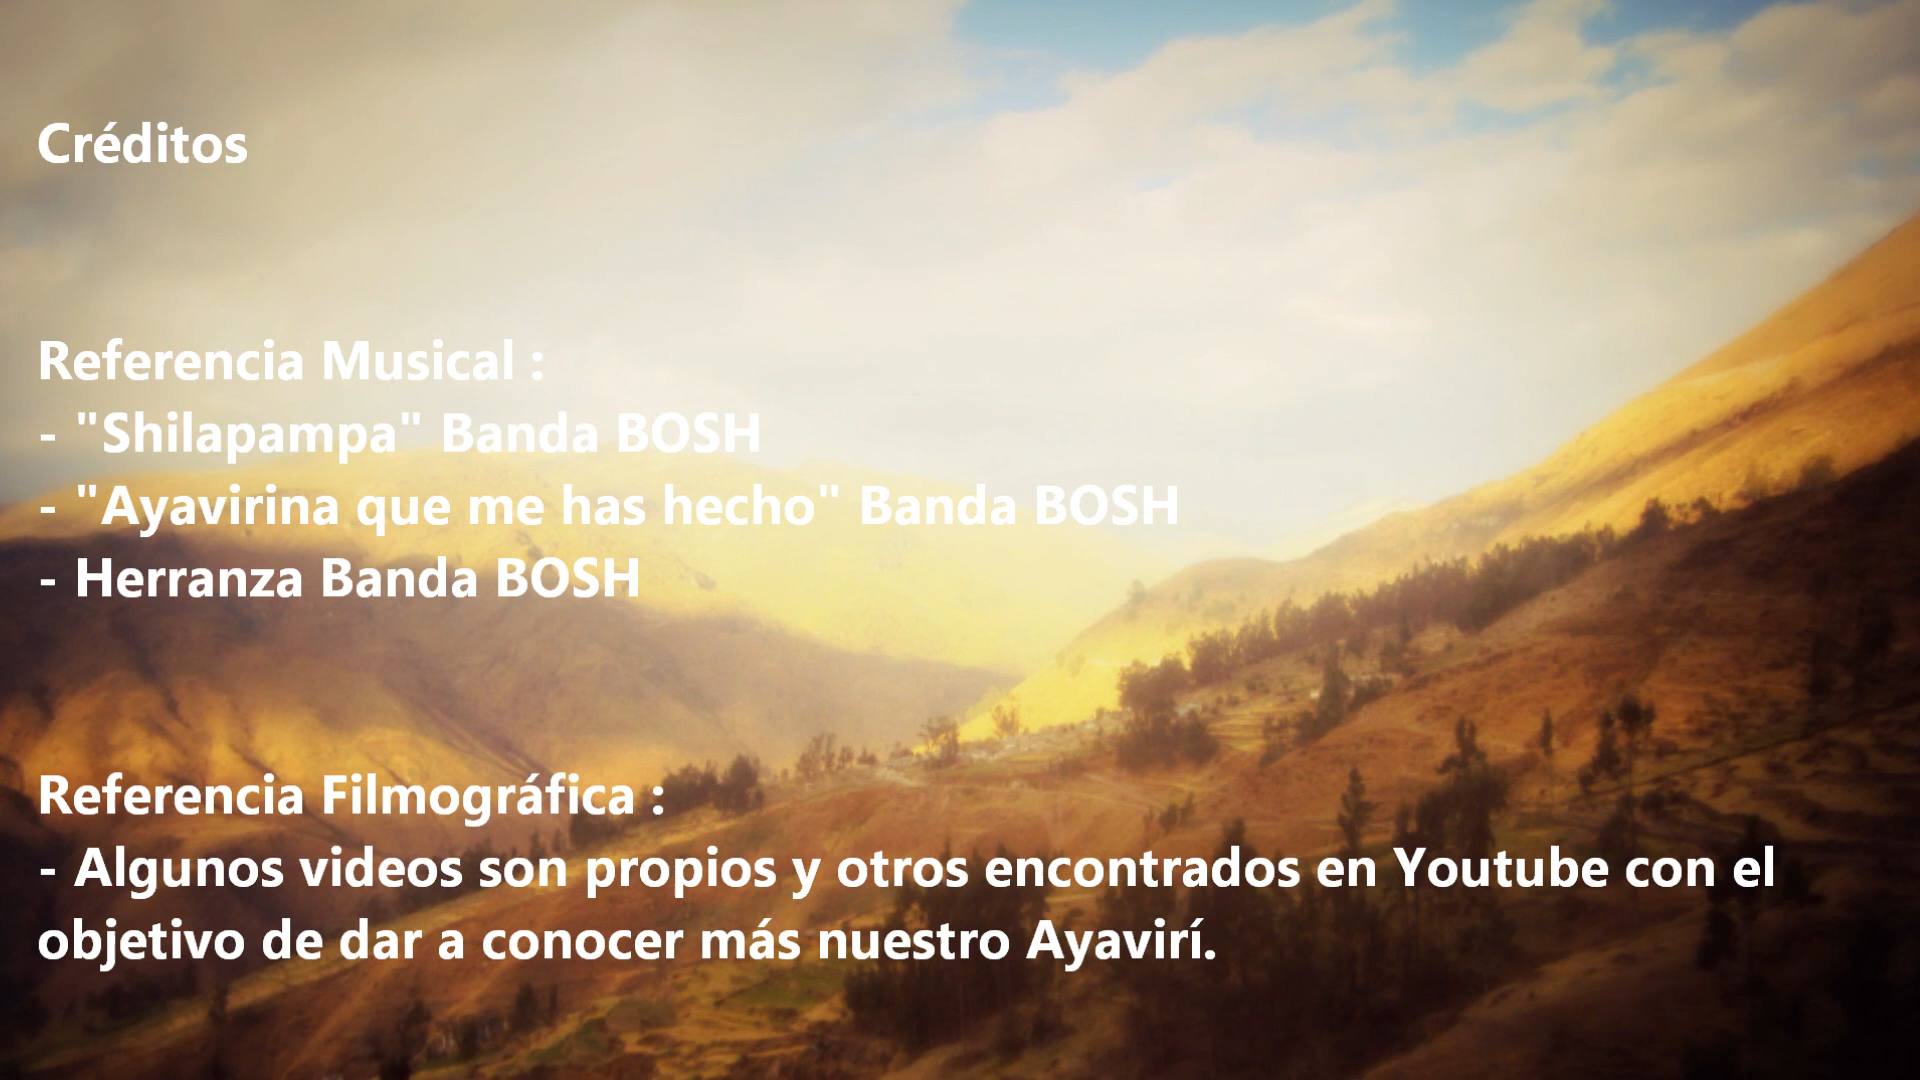 Créditos
Referencia Musical :
- "Shilapampa" Banda BOSH
- "Ayavirina que me has hecho" Banda BOSH
- Herranza Banda BOSH
Referencia Filmográfica :
- Algunos videos son propios y otros encontrados en Youtube con el
objetivo de dar a conocer más nuestro Ayavirí.